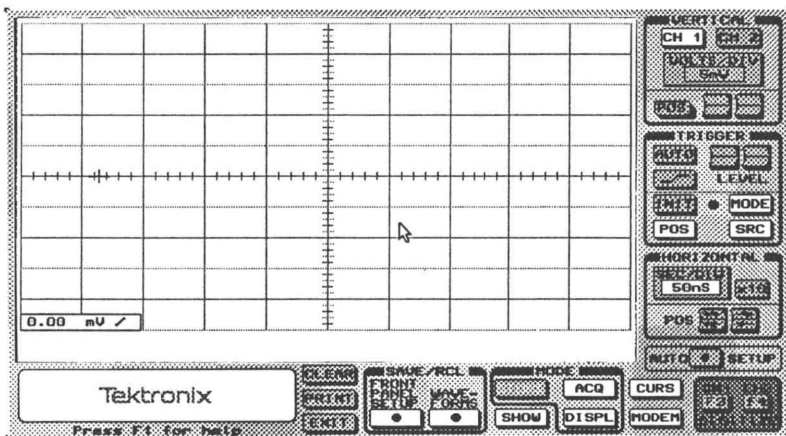 VERTICAL
CH 1 CH 2
VOLTS/DIV
5mV
POS
TRIGGER
AUTO
LEVEL
INIT MODE
POS SRC
HORIZONTAL
SEC/DIV
50nS x10
POS
AUTO SETUP
0.00 mV /
Tektronix
Press F1 for help
CLEAR
PRINT
EXIT
SAVE/RCL
FRONT PANEL SETUP
WAVE-FORMS
MODE
ACQ
SHOW DISPL
CURS
MODEM
F3 F4